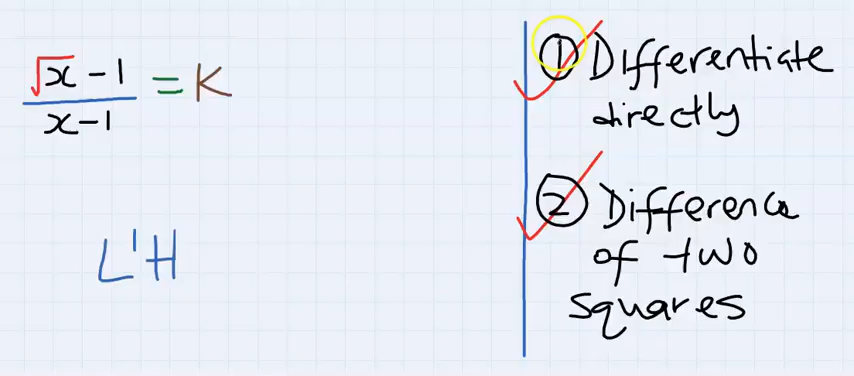 √x - 1 / x - 1 = K
L'H
① Differentiate
directly
② Difference
of two
squares